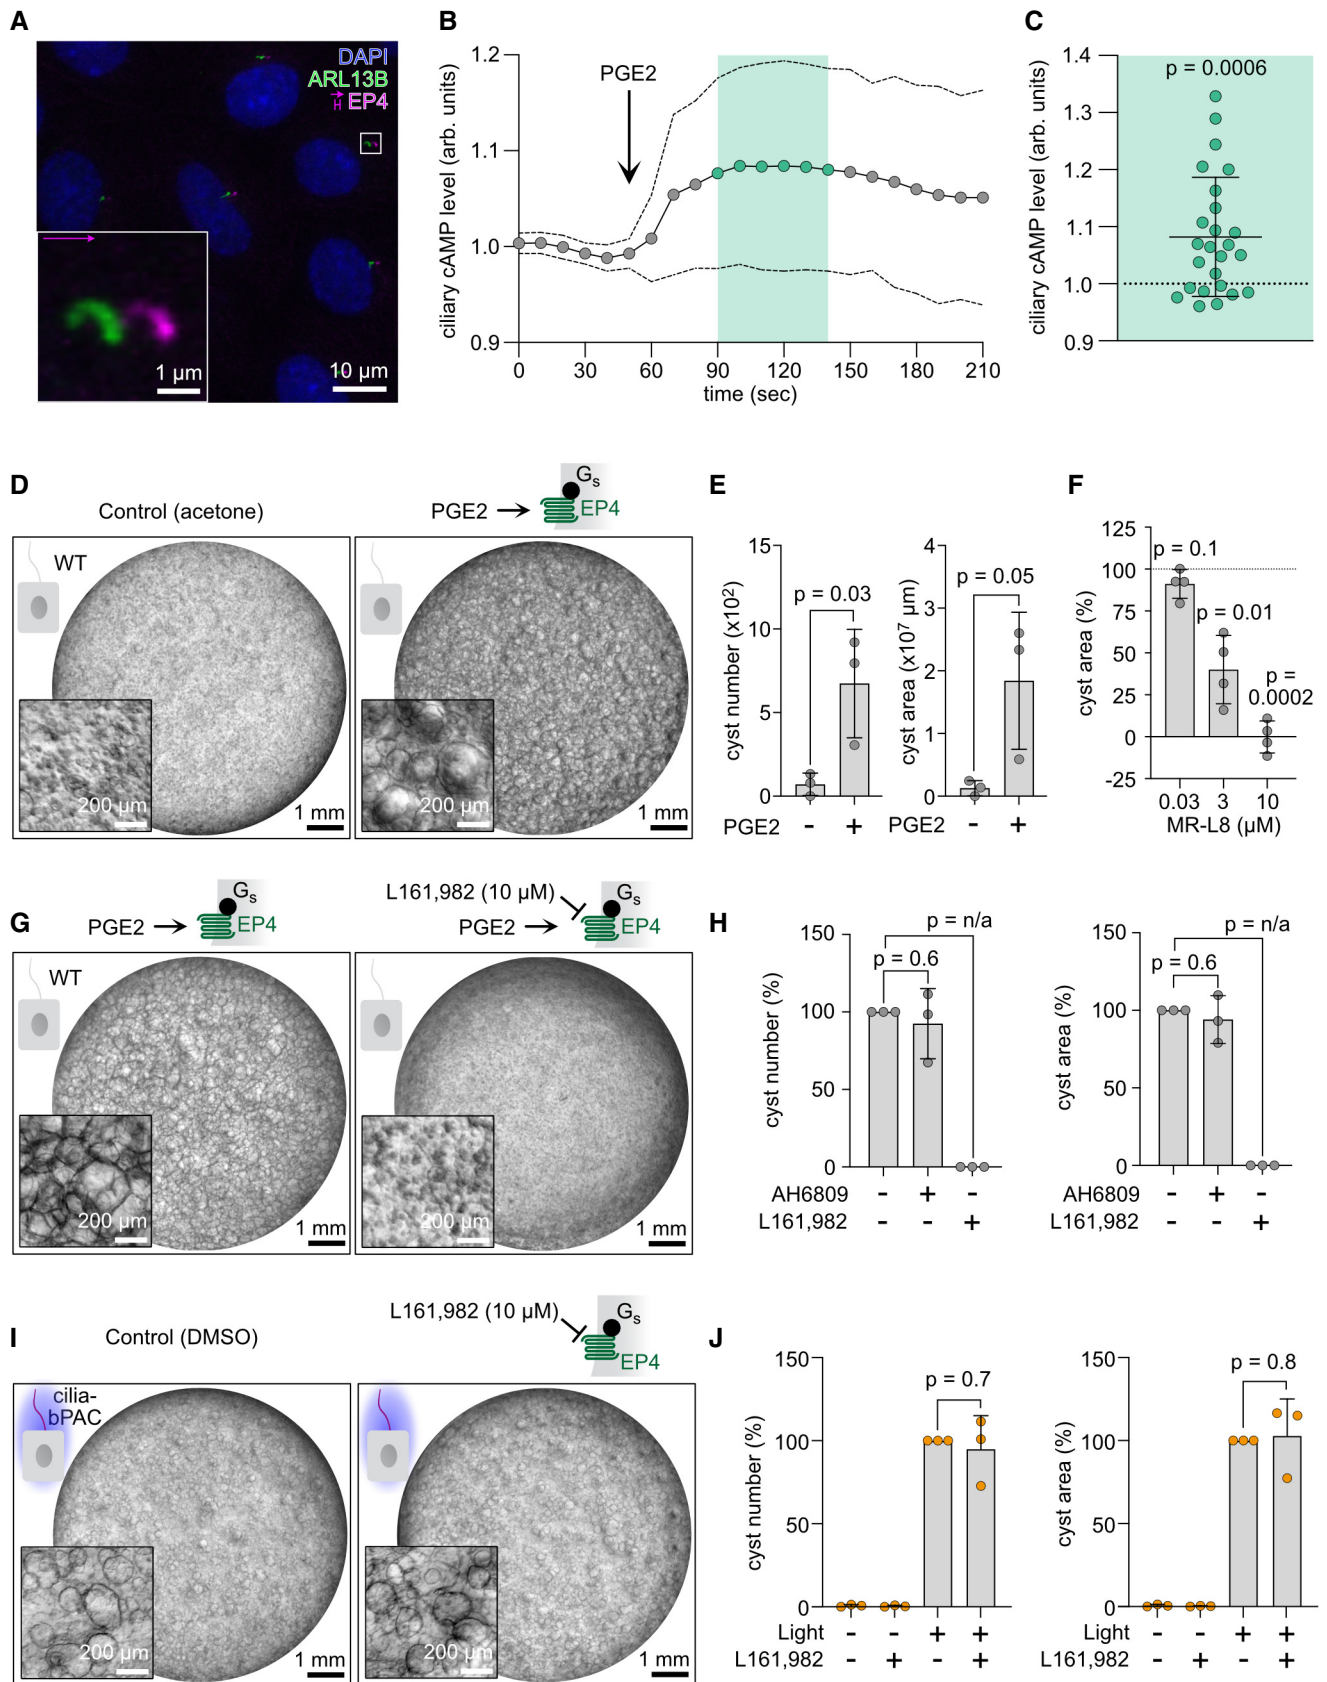 A
DAPI
ARL13B
H EP4
1 µm
10 µm
B
ciliary cAMP level (arb. units)
1.2
1.1
1.0
0.9
PGE2
0 30 60 90 120 150 180 210
time (sec)
C
ciliary cAMP level (arb. units)
1.4
1.3
1.2
1.1
1.0
0.9
p = 0.0006
D
Control (acetone)
PGE2
Gs
EP4
WT
200 µm
1 mm
200 µm
1 mm
E
cyst number (x10²)
15
10
5
0
p = 0.03
PGE2 - +
cyst area (x10⁷ µm)
4
3
2
1
0
p = 0.05
PGE2 - +
F
cyst area (%)
125
100
75
50
25
0
-25
p = 0.1
p = 0.01
p =
0.0002
0.03 3 10
MR-L8 (µM)
G
PGE2
Gs
EP4
L161,982 (10 µM)
PGE2
Gs
EP4
WT
200 µm
1 mm
200 µm
1 mm
H
cyst number (%)
150
100
50
0
p = n/a
p = 0.6
AH6809 - + -
L161,982 - - +
cyst area (%)
150
100
50
0
p = n/a
p = 0.6
AH6809 - + -
L161,982 - - +
I
Control (DMSO)
L161,982 (10 µM)
Gs
EP4
cilia-
bPAC
200 µm
1 mm
200 µm
1 mm
J
cyst number (%)
150
100
50
0
p = 0.7
Light - - + +
L161,982 - + - +
cyst area (%)
150
100
50
0
p = 0.8
Light - - + +
L161,982 - + - +